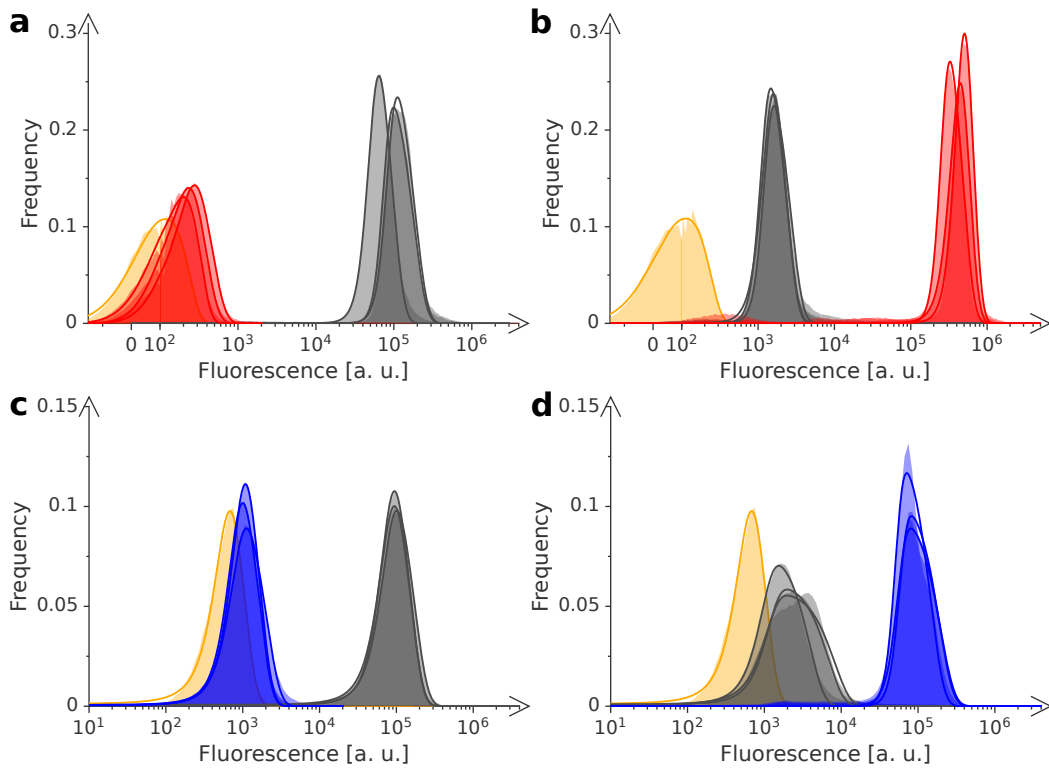 a
0.3
0.2
0.1
0
Frequency
0 10² 10³ 10⁴ 10⁵ 10⁶
Fluorescence [a. u.]
b
0.3
0.2
0.1
0
Frequency
0 10² 10³ 10⁴ 10⁵ 10⁶
Fluorescence [a. u.]
c
0.15
0.1
0.05
0
Frequency
10¹ 10² 10³ 10⁴ 10⁵ 10⁶
Fluorescence [a. u.]
d
0.15
0.1
0.05
0
Frequency
10¹ 10² 10³ 10⁴ 10⁵ 10⁶
Fluorescence [a. u.]